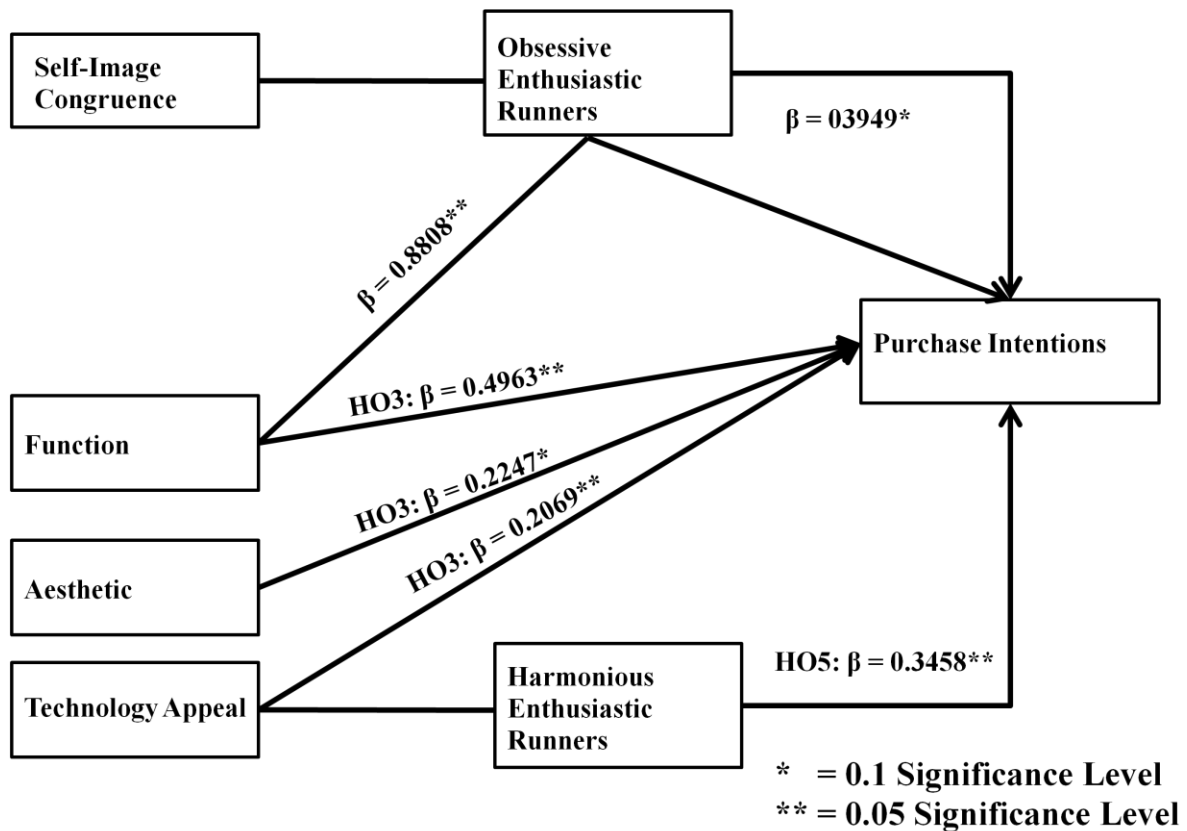 Self-Image
Congruence
Obsessive
Enthusiastic
Runners
β = 03949*
β = 0.8808**
Purchase Intentions
HO3: β = 0.4963**
Function
HO3: β = 0.2247*
HO3: β = 0.2069**
Aesthetic
Technology Appeal
Harmonious
Enthusiastic
Runners
HO5: β = 0.3458**
* = 0.1 Significance Level
** = 0.05 Significance Level